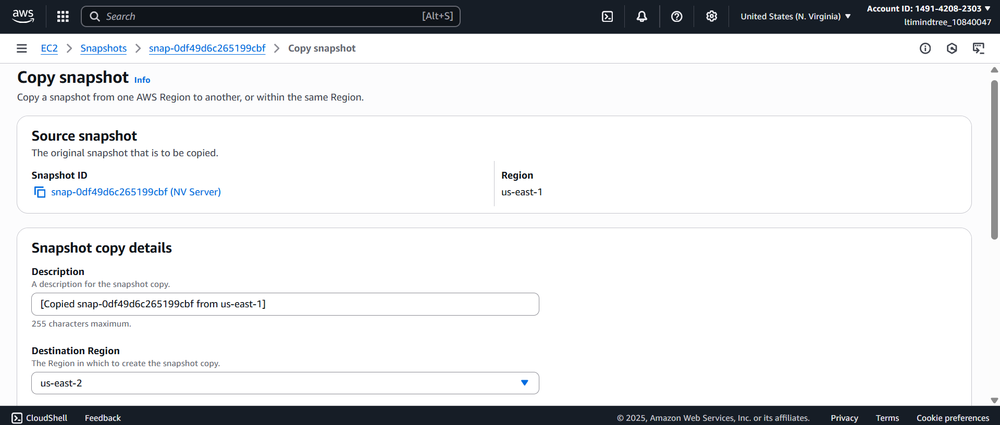 aws
Search [Alt+S]
United States (N. Virginia)
Account ID: 1491-4208-2303
ltimindtree_10840047
EC2 Snapshots snap-0df49d6c265199cbf Copy snapshot
Copy snapshot Info
Copy a snapshot from one AWS Region to another, or within the same Region.
Source snapshot
The original snapshot that is to be copied.
Snapshot ID
snap-0df49d6c265199cbf (NV Server)
Region
us-east-1
Snapshot copy details
Description
A description for the snapshot copy.
[Copied snap-0df49d6c265199cbf from us-east-1]
255 characters maximum.
Destination Region
The Region in which to create the snapshot copy.
us-east-2
CloudShell Feedback © 2025, Amazon Web Services, Inc. or its affiliates. Privacy Terms Cookie preferences